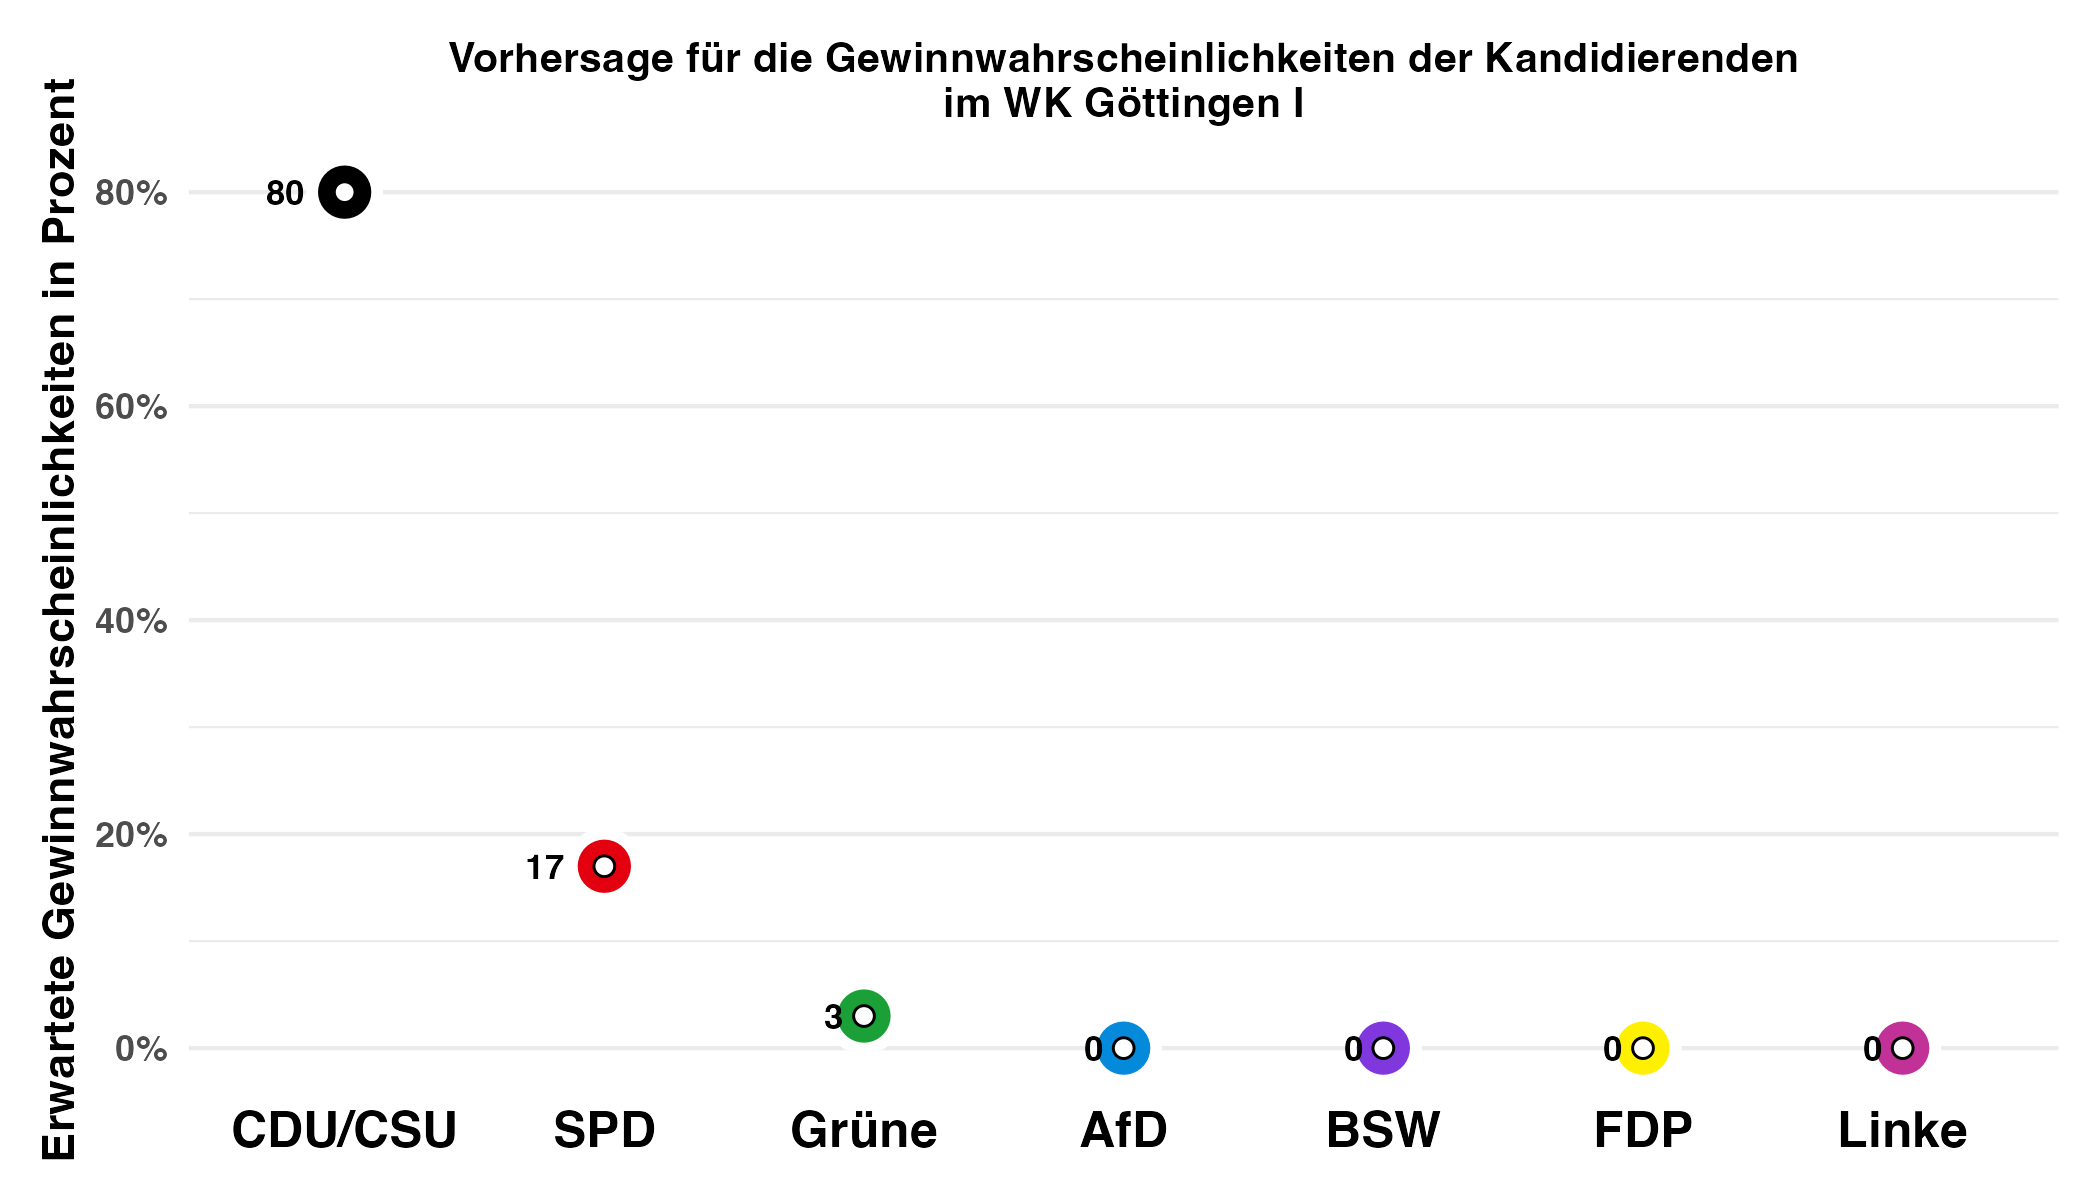 Vorhersage für die Gewinnwahrscheinlichkeiten der Kandidierenden
im WK Göttingen I
Erwartete Gewinnwahrscheinlichkeiten in Prozent
80%
60%
40%
20%
0%
80
17
3
0
0
0
0
CDU/CSU
SPD
Grüne
AfD
BSW
FDP
Linke